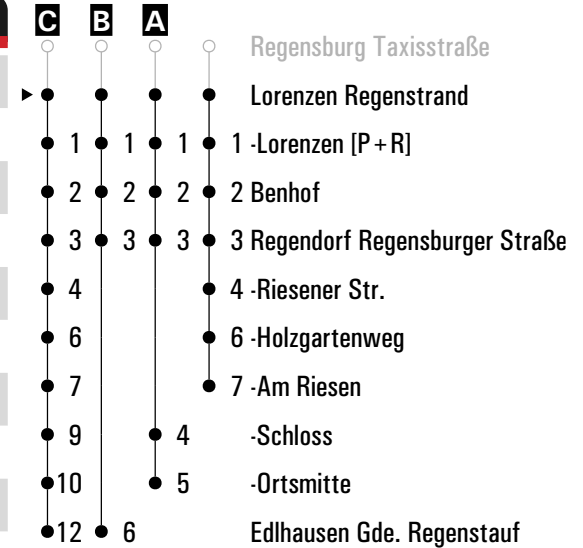 C B A
Regensburg Taxisstraße
Lorenzen Regenstrand
1 1 1 1 -Lorenzen [P+R]
2 2 2 2 Benhof
3 3 3 3 Regendorf Regensburger Straße
4 4 -Riesener Str.
6 6 -Holzgartenweg
7 7 -Am Riesen
9 4 -Schloss
10 5 -Ortsmitte
12 6 Edlhausen Gde. Regenstauf